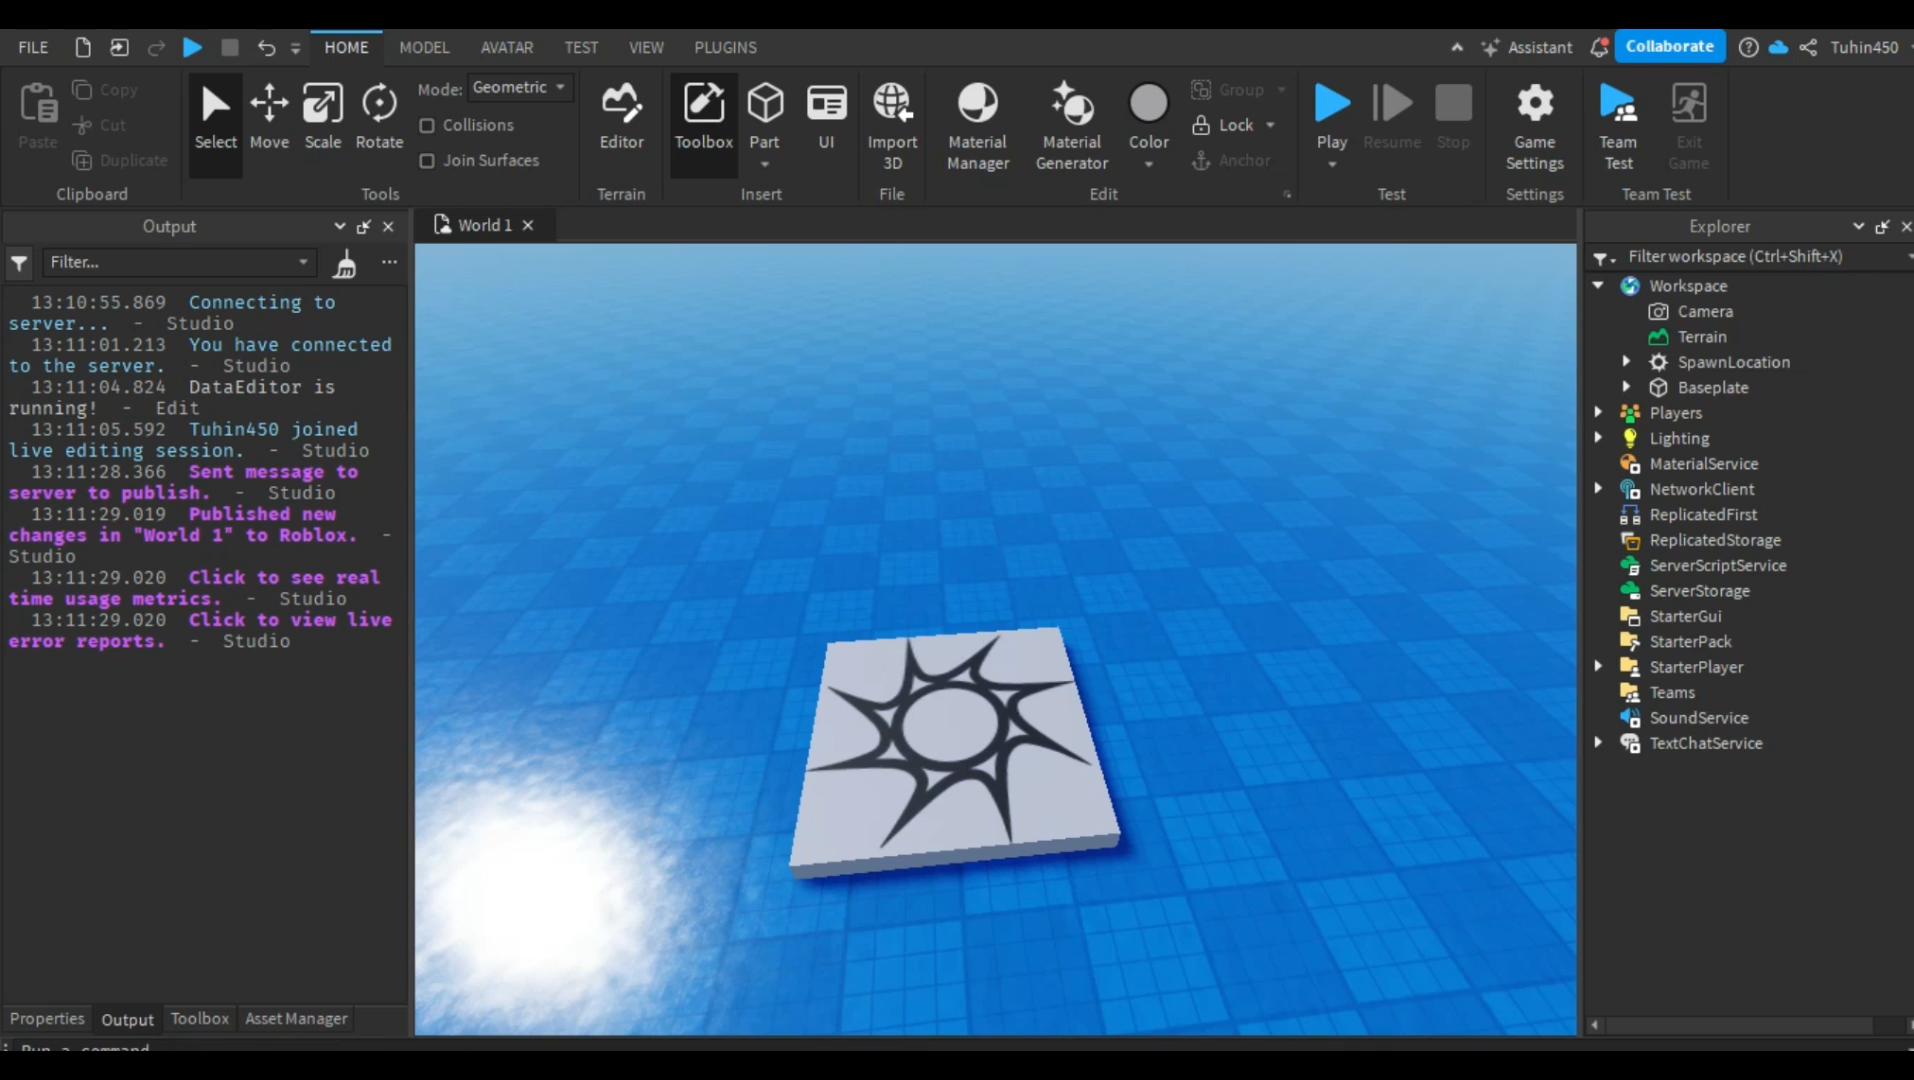 FILE HOME MODEL AVATAR TEST VIEW PLUGINS Assistant Collaborate Tuhin450
Paste Copy Cut Duplicate
Clipboard
Select Move Scale Rotate
Mode: Geometric
Collisions
Join Surfaces
Tools
Editor
Terrain
Toolbox Part UI
Insert
Import
3D
File
Material
Manager
Material
Generator
Color
Group
Lock
Anchor
Edit
Play Resume Stop
Test
Game
Settings
Settings
Team
Test
Exit
Game
Team Test
Output
Filter...
13:10:55.869 Connecting to
server... - Studio
13:11:01.213 You have connected
to the server. - Studio
13:11:04.824 DataEditor is
running! - Edit
13:11:05.592 Tuhin450 joined
live editing session. - Studio
13:11:28.366 Sent message to
server to publish. - Studio
13:11:29.019 Published new
changes in "World 1" to Roblox. -
Studio
13:11:29.020 Click to see real
time usage metrics. - Studio
13:11:29.020 Click to view live
error reports. - Studio
Properties Output Toolbox Asset Manager
Run a command
World 1
Explorer
Filter workspace (Ctrl+Shift+X)
Workspace
Camera
Terrain
SpawnLocation
Baseplate
Players
Lighting
MaterialService
NetworkClient
ReplicatedFirst
ReplicatedStorage
ServerScriptService
ServerStorage
StarterGui
StarterPack
StarterPlayer
Teams
SoundService
TextChatService